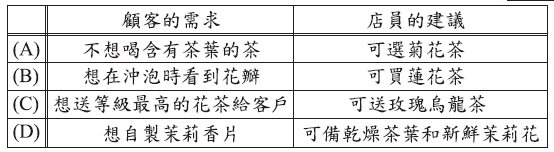 顧客的需求 店員的建議
(A) 不想喝含有茶葉的茶 可選菊花茶
(B) 想在沖泡時看到花瓣 可買蓮花茶
(C) 想送等級最高的花茶給客戶 可送玫瑰烏龍茶
(D) 想自製茉莉香片 可備乾燥茶葉和新鮮茉莉花